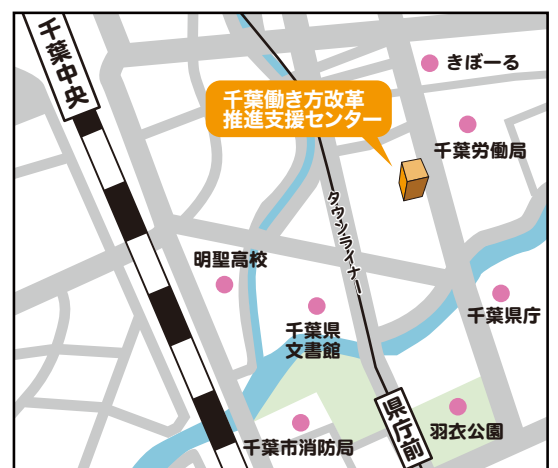 千葉中央
きぼーる
千葉働き方改革
推進支援センター
千葉労働局
タウンライナー
明聖高校
千葉県庁
千葉県
文書館
県庁前
羽衣公園
千葉市消防局